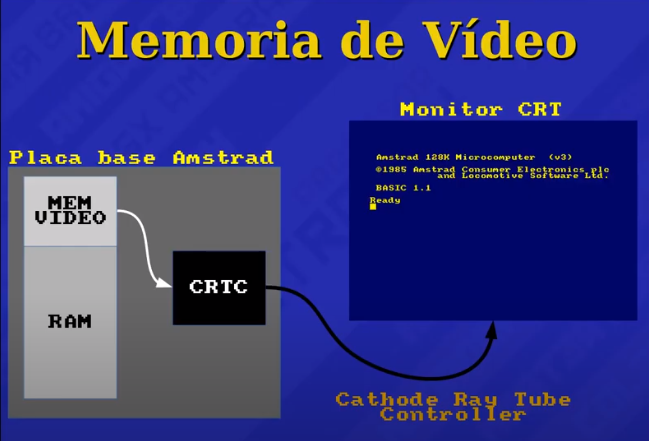 Memoria de Vídeo
Monitor CRT
Amstrad 128K Microcomputer (v3)
©1985 Amstrad Consumer Electronics plc
and Locomotive Software Ltd.
BASIC 1.1
Ready
Placa base Amstrad
MEM
VIDEO
CRTC
RAM
Cathode Ray Tube
Controller